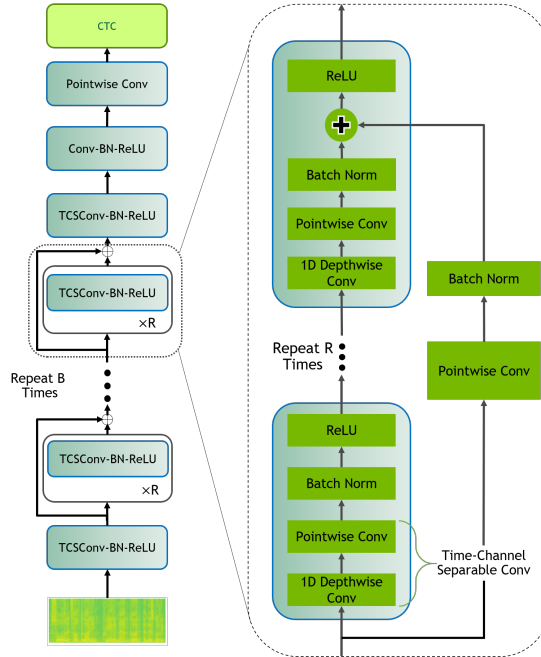 CTC
Pointwise Conv
Conv-BN-ReLU
TCSConv-BN-ReLU
TCSConv-BN-ReLU
×R
Repeat B
Times
TCSConv-BN-ReLU
×R
TCSConv-BN-ReLU
ReLU
Batch Norm
Pointwise Conv
1D Depthwise
Conv
Repeat R
Times
ReLU
Batch Norm
Pointwise Conv
1D Depthwise
Conv
Batch Norm
Pointwise Conv
Time-Channel
Separable Conv